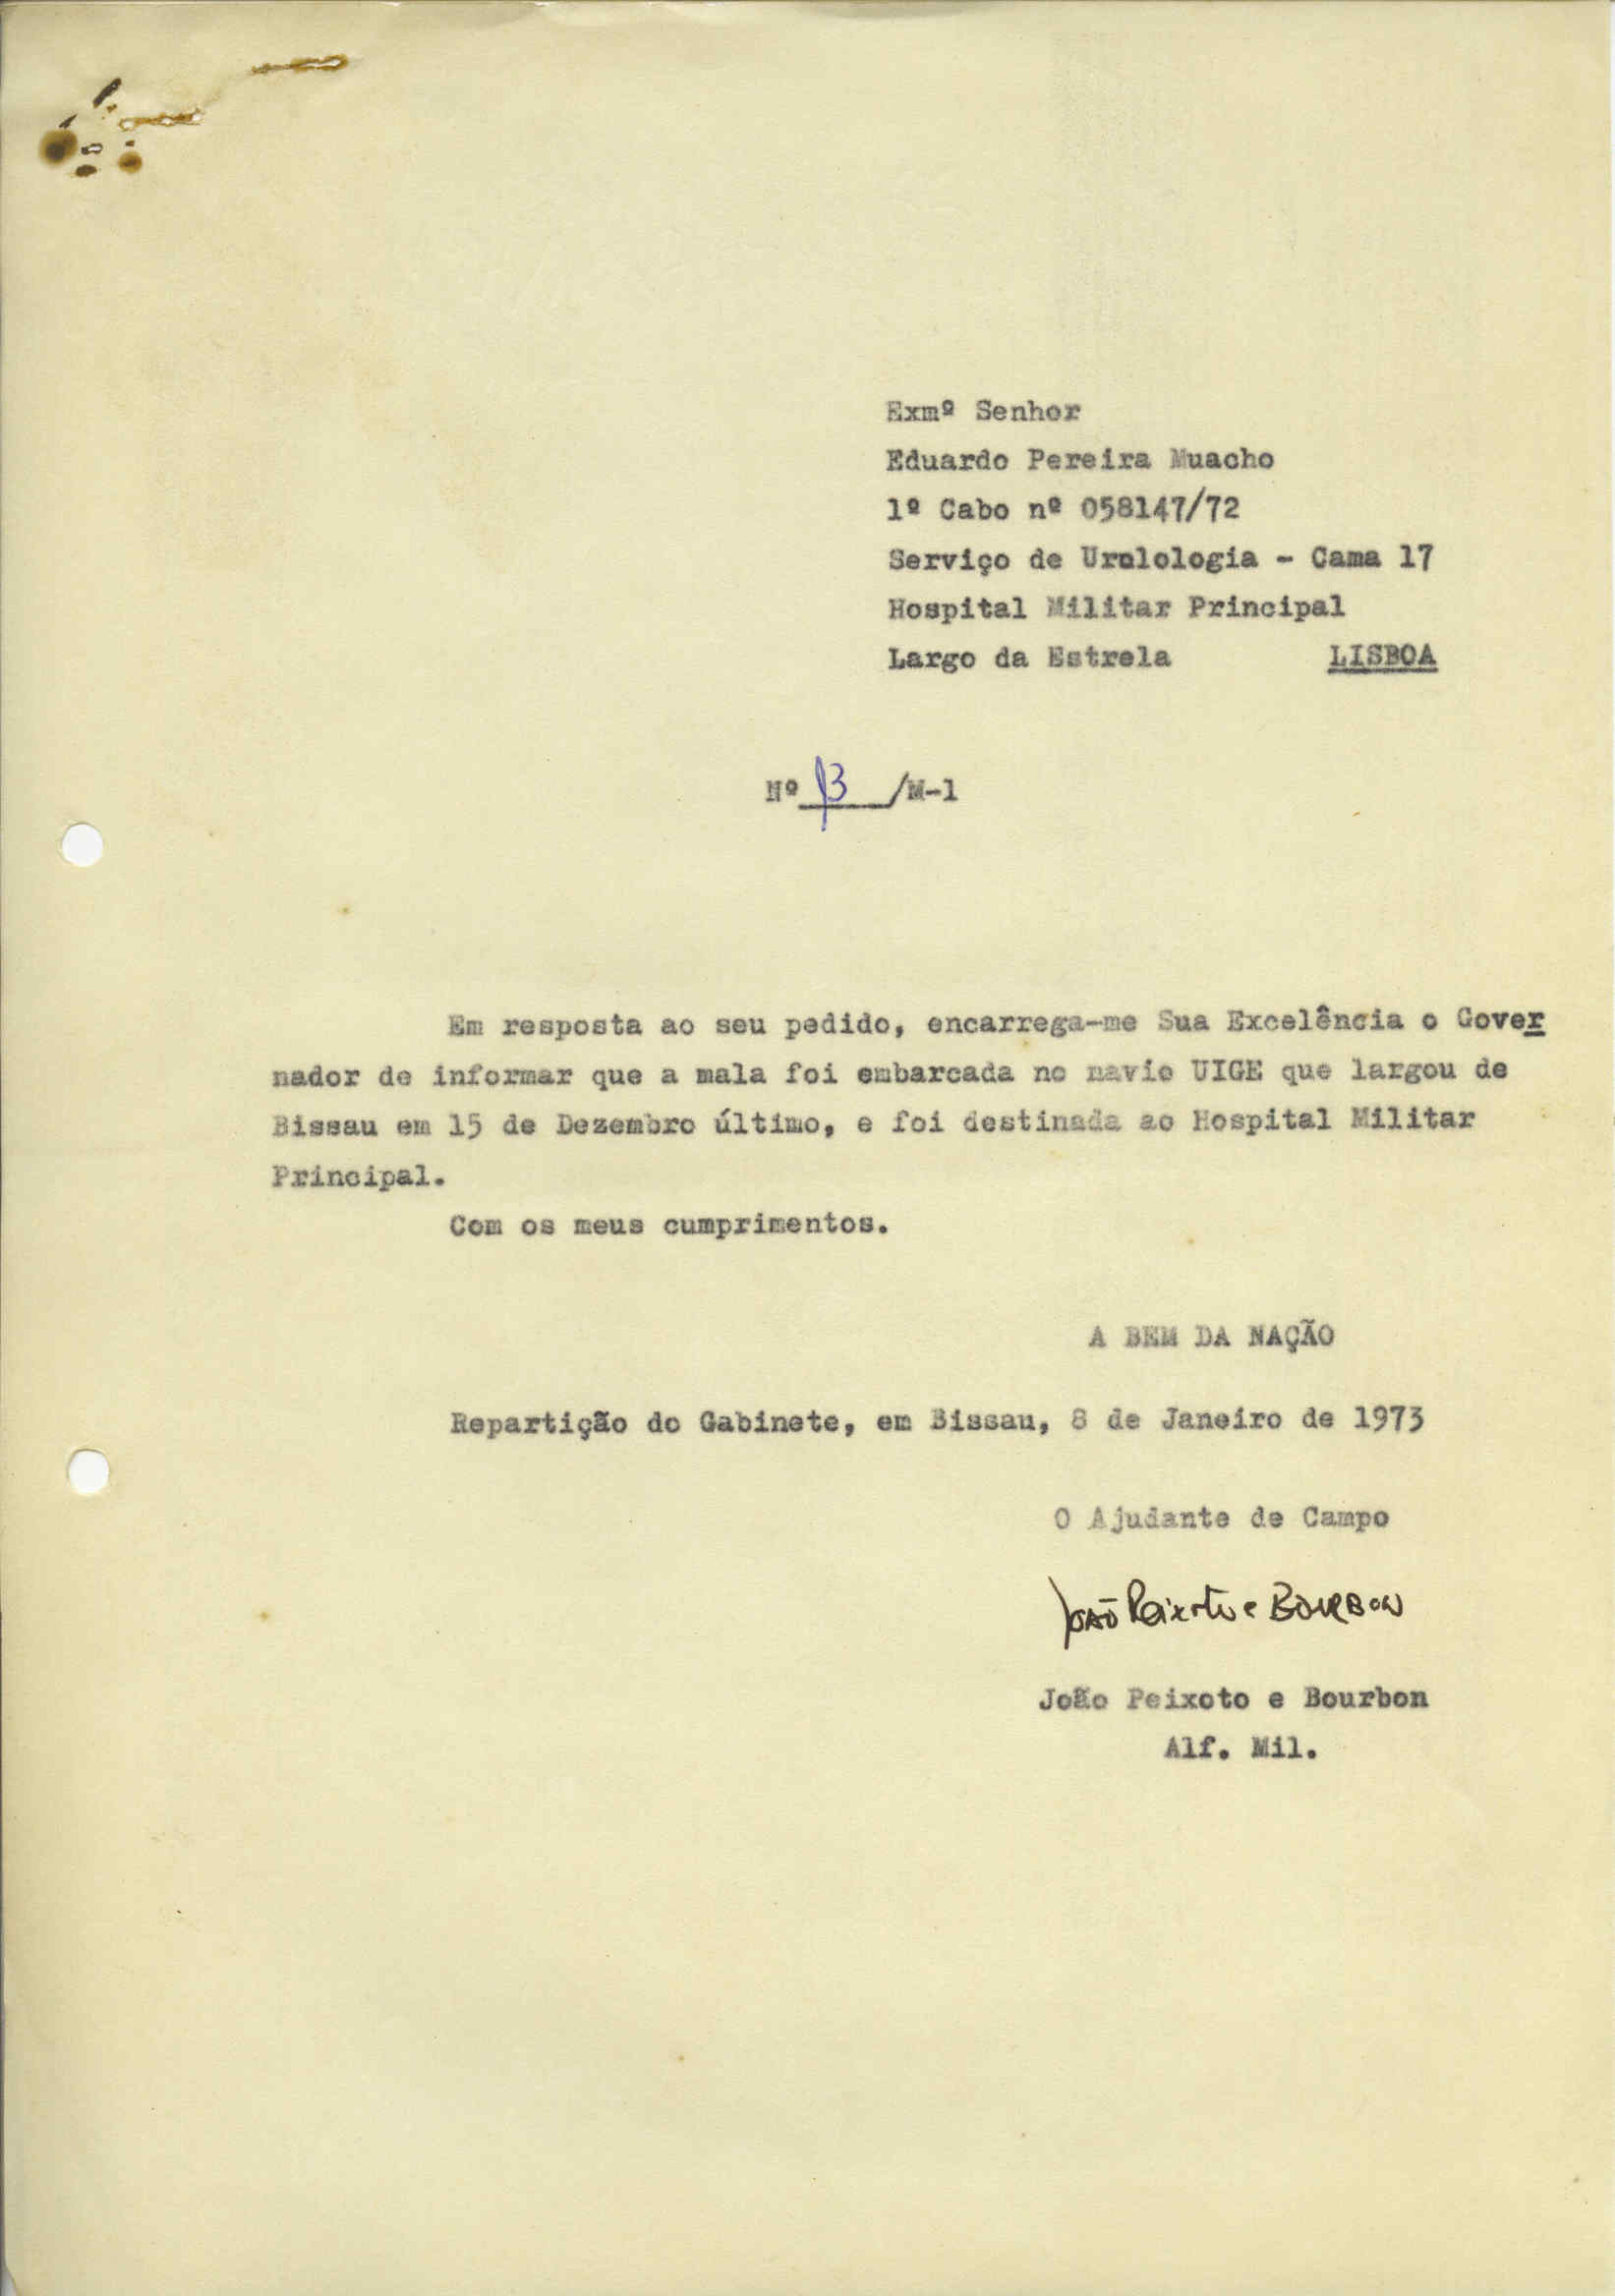 Exmº Senhor
Eduardo Pereira Muacho
1º Cabo nº 058147/72
Serviço de Urolologia - Cama 17
Hospital Militar Principal
Largo da Estrela LISBOA
Nº 13 /M-1
Em resposta ao seu pedido, encarrega-me Sua Excelência o Gover
nador de informar que a mala foi embarcada no navio UIGE que largou de
Bissau em 15 de Dezembro último, e foi destinada ao Hospital Militar
Principal.
Com os meus cumprimentos.
A BEM DA NAÇÃO
Repartição do Gabinete, em Bissau, 8 de Janeiro de 1973
O Ajudante de Campo
João Peixoto e Bourbon
João Peixoto e Bourbon
Alf. Mil.